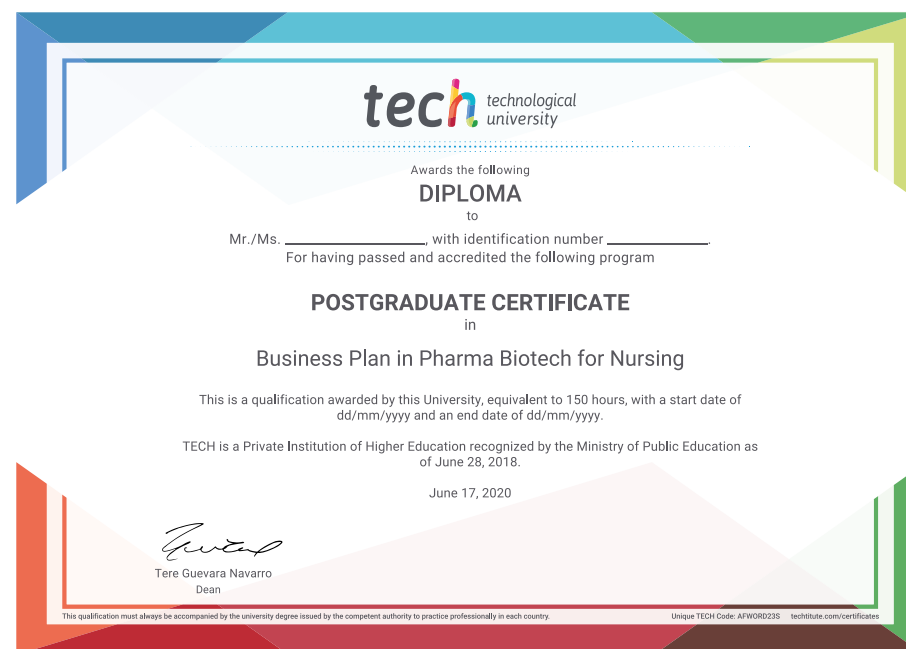 tech technological
university
Awards the following
DIPLOMA
to
Mr./Ms. ____________, with identification number ____________.
For having passed and accredited the following program
POSTGRADUATE CERTIFICATE
in
Business Plan in Pharma Biotech for Nursing
This is a qualification awarded by this University, equivalent to 150 hours, with a start date of
dd/mm/yyyy and an end date of dd/mm/yyyy.
TECH is a Private Institution of Higher Education recognized by the Ministry of Public Education as
of June 28, 2018.
June 17, 2020
Tere Guevara Navarro
Dean
This qualification must always be accompanied by the university degree issued by the competent authority to practice professionally in each country.
Unique TECH Code: AFWORD23S techtitute.com/certificates